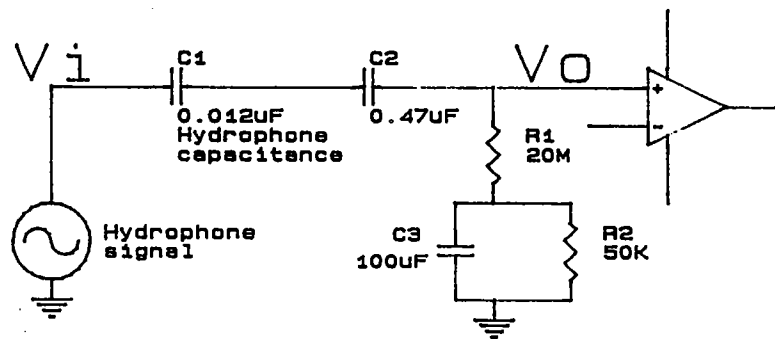 Vi
C1
0.012uF
Hydrophone
capacitance
C2
0.47uF
VO
+
-
R1
20M
Hydrophone
signal
C3
100uF
R2
50K